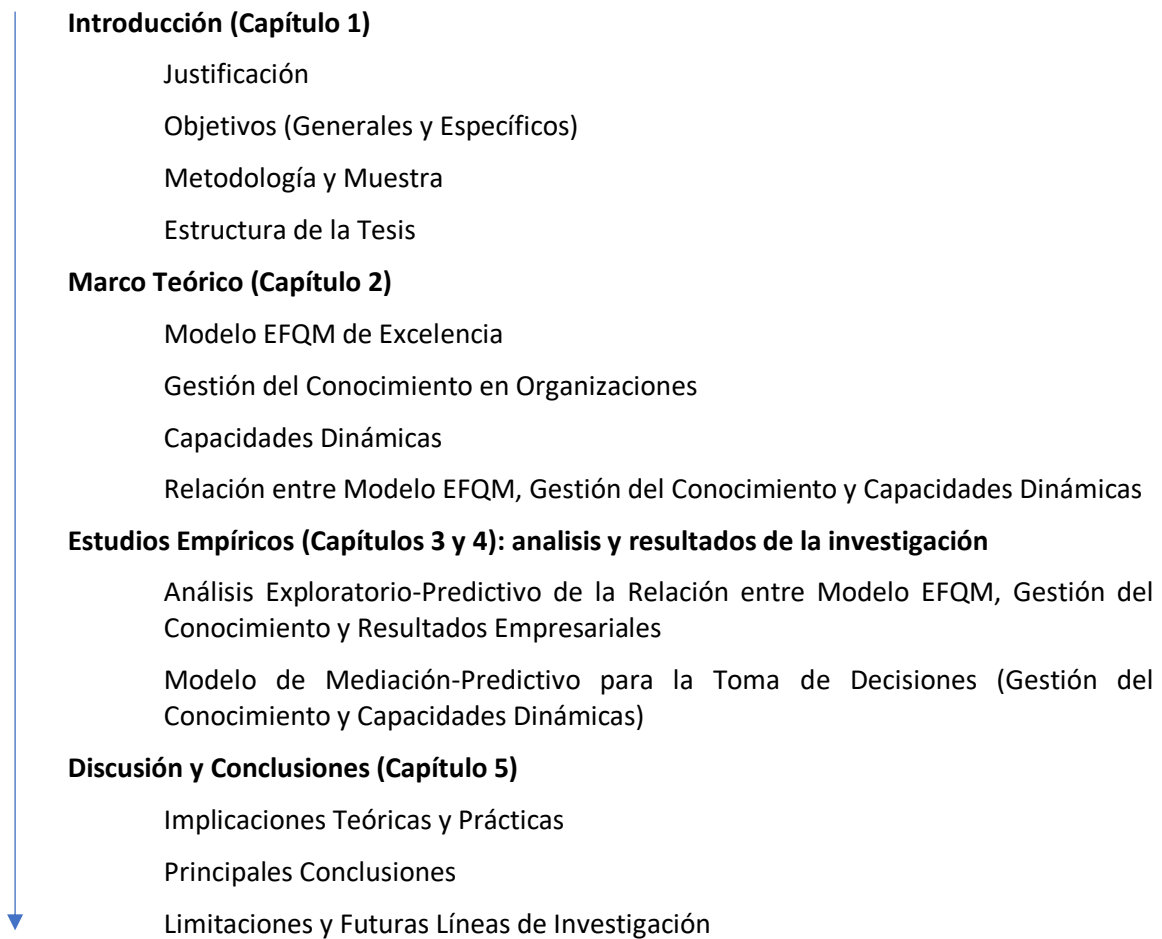 Introducción (Capítulo 1)
Justificación
Objetivos (Generales y Específicos)
Metodología y Muestra
Estructura de la Tesis
Marco Teórico (Capítulo 2)
Modelo EFQM de Excelencia
Gestión del Conocimiento en Organizaciones
Capacidades Dinámicas
Relación entre Modelo EFQM, Gestión del Conocimiento y Capacidades Dinámicas
Estudios Empíricos (Capítulos 3 y 4): analisis y resultados de la investigación
Análisis Exploratorio-Predictivo de la Relación entre Modelo EFQM, Gestión del
Conocimiento y Resultados Empresariales
Modelo de Mediación-Predictivo para la Toma de Decisiones (Gestión del
Conocimiento y Capacidades Dinámicas)
Discusión y Conclusiones (Capítulo 5)
Implicaciones Teóricas y Prácticas
Principales Conclusiones
Limitaciones y Futuras Líneas de Investigación